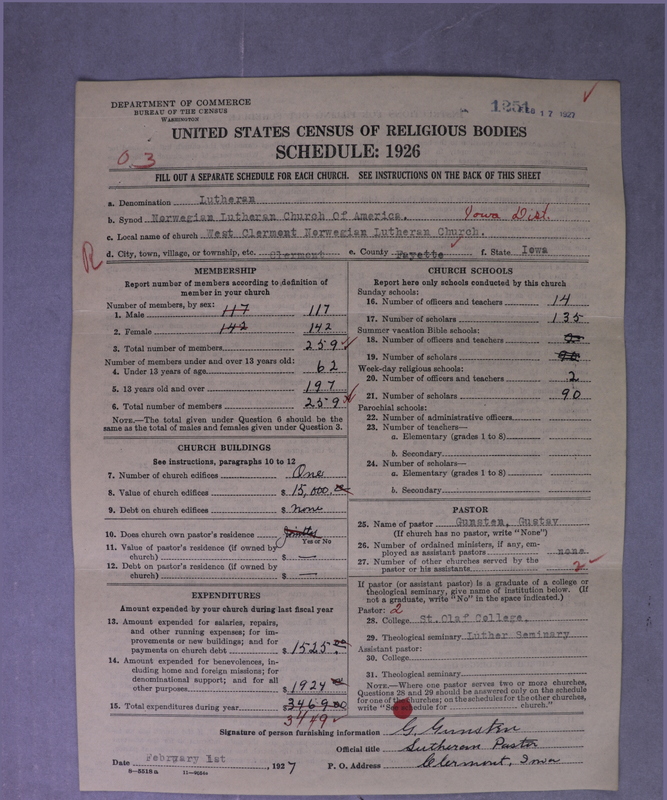 DEPARTMENT OF COMMERCE
BUREAU OF THE CENSUS
WASHINGTON
1251
FEB 17 1927
UNITED STATES CENSUS OF RELIGIOUS BODIES
SCHEDULE: 1926
0 3
FILL OUT A SEPARATE SCHEDULE FOR EACH CHURCH. SEE INSTRUCTIONS ON THE BACK OF THIS SHEET
a. Denomination Lutheran
b. Synod Norwegian Lutheran Church Of America. Iowa Dist.
c. Local name of church West Clermont Norwegian Lutheran Church.
R
d. City, town, village, or township, etc. Clermont e. County Fayette f. State Iowa
MEMBERSHIP
Report number of members according to definition of
member in your church
Number of members, by sex:
1. Male 117 117
2. Female 142 142
3. Total number of members 259
Number of members under and over 13 years old:
4. Under 13 years of age 62
5. 13 years old and over 197
6. Total number of members 259
NOTE.—The total given under Question 6 should be the
same as the total of males and females given under Question 3.
CHURCH BUILDINGS
See instructions, paragraphs 10 to 12
7. Number of church edifices One
8. Value of church edifices $ 15,000.00
9. Debt on church edifices $ none
10. Does church own pastor's residence Jointly
Yes or No
11. Value of pastor's residence (if owned by
church) $ —
12. Debt on pastor's residence (if owned by
church) $ —
EXPENDITURES
Amount expended by your church during last fiscal year
13. Amount expended for salaries, repairs,
and other running expenses; for im-
provements or new buildings; and for
payments on church debt $ 1525.00
14. Amount expended for benevolences, in-
cluding home and foreign missions; for
denominational support; and for all
other purposes $ 1924.00
15. Total expenditures during year $ 3469.00
3449
CHURCH SCHOOLS
Report here only schools conducted by this church
Sunday schools:
16. Number of officers and teachers 14
17. Number of scholars 135
Summer vacation Bible schools:
18. Number of officers and teachers
19. Number of scholars
Week-day religious schools:
20. Number of officers and teachers 2
21. Number of scholars 90
Parochial schools:
22. Number of administrative officers
23. Number of teachers—
a. Elementary (grades 1 to 8)
b. Secondary
24. Number of scholars—
a. Elementary (grades 1 to 8)
b. Secondary
PASTOR
25. Name of pastor Gunsten, Gustav
(If church has no pastor, write "None")
26. Number of ordained ministers, if any, em-
ployed as assistant pastors none
27. Number of other churches served by the
pastor or his assistants 2
If pastor (or assistant pastor) is a graduate of a college or
theological seminary, give name of institution below. (If
not a graduate, write "No" in the space indicated.)
Pastor: 2
28. College St.Olaf College.
29. Theological seminary Luther Seminary
Assistant pastor:
30. College
31. Theological seminary
NOTE.—Where one pastor serves two or more churches,
Questions 28 and 29 should be answered only on the schedule
for one of the churches; on the schedules for the other churches,
write "See schedule for church."
Signature of person furnishing information G. Gunsten
Official title Lutheran Pastor
Date February 1st, 1927 P. O. Address Clermont, Iowa
8—5518a 11—9054